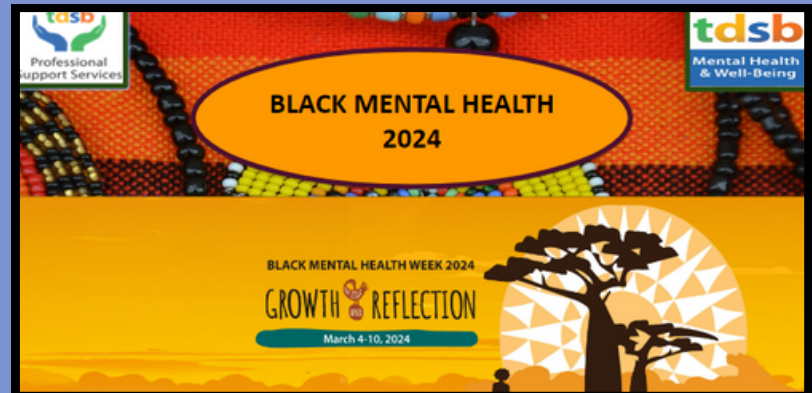 tdsb
Professional
Support Services
tdsb
Mental Health
& Well-Being
BLACK MENTAL HEALTH
2024
BLACK MENTAL HEALTH WEEK 2024
GROWTH AND REFLECTION
March 4-10, 2024